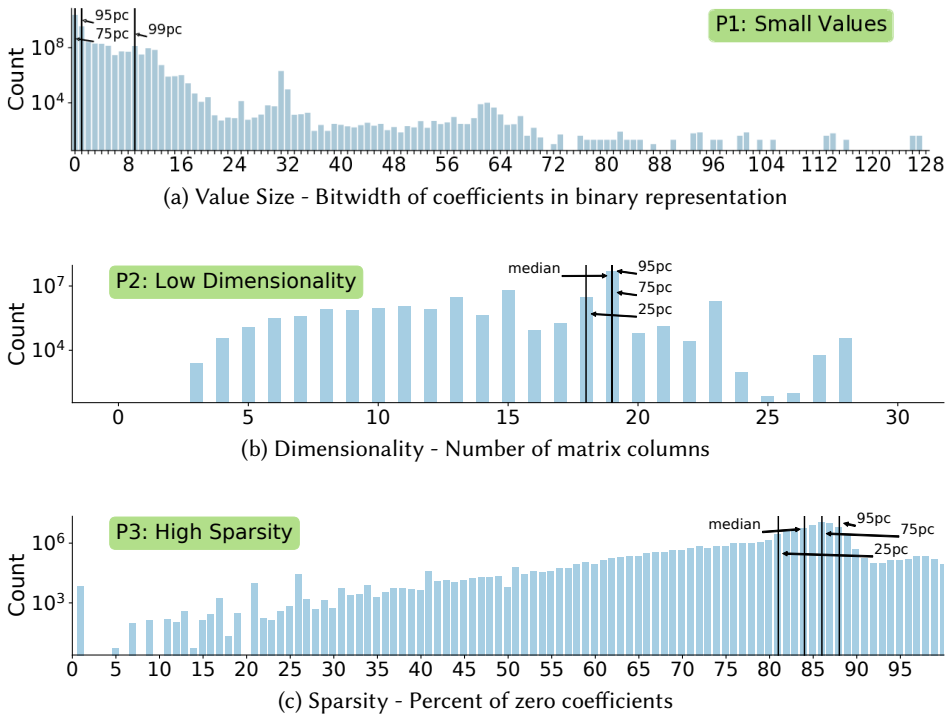 95pc
75pc
99pc
P1: Small Values
10^8
10^4
Count
0 8 16 24 32 40 48 56 64 72 80 88 96 104 112 120 128
(a) Value Size - Bitwidth of coefficients in binary representation
P2: Low Dimensionality
median
95pc
75pc
25pc
10^7
10^4
Count
0 5 10 15 20 25 30
(b) Dimensionality - Number of matrix columns
P3: High Sparsity
median
95pc
75pc
25pc
10^6
10^3
Count
0 5 10 15 20 25 30 35 40 45 50 55 60 65 70 75 80 85 90 95
(c) Sparsity - Percent of zero coefficients